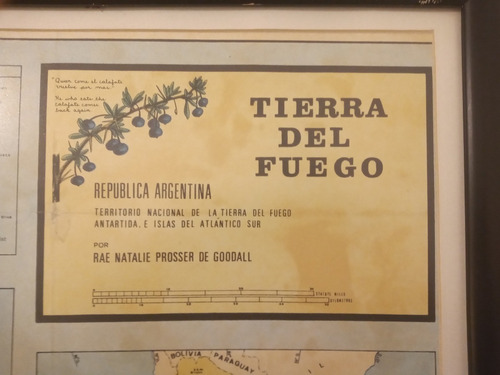 "Quien come el calafate
vuelve por mas."
He who eats the
calafate comes
back again
TIERRA
DEL
FUEGO
REPUBLICA ARGENTINA
TERRITORIO NACIONAL DE LA TIERRA DEL FUEGO
ANTARTIDA, E ISLAS DEL ATLANTICO SUR
POR
RAE NATALIE PROSSER DE GOODALL
BOLIVIA
PARAGUAY